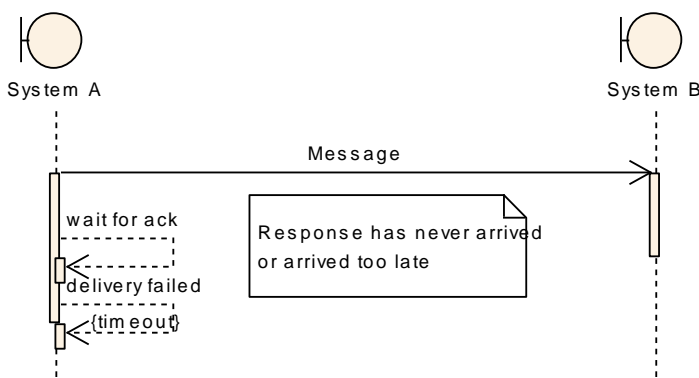 System A
System B
Message
wait for ack
Response has never arrived
or arrived too late
delivery failed
{timeout}